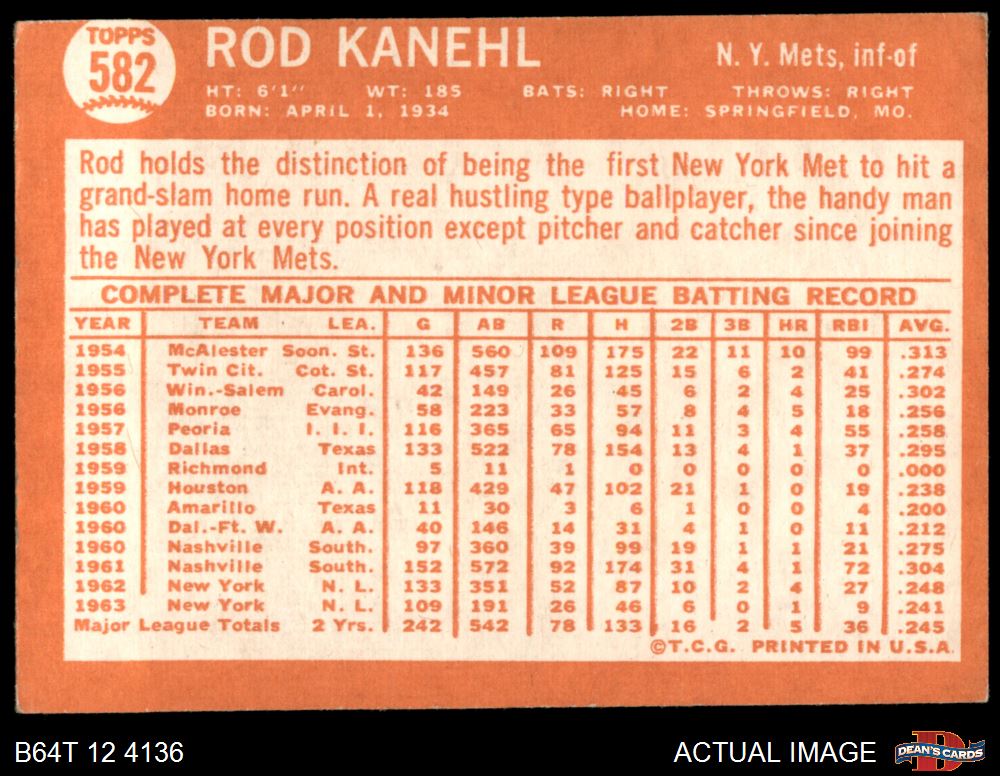 TOPPS
582
ROD KANEHL
N. Y. Mets, inf-of
HT: 6'1" WT: 185 BATS: RIGHT THROWS: RIGHT
BORN: APRIL 1, 1934 HOME: SPRINGFIELD, MO.
Rod holds the distinction of being the first New York Met to hit a
grand-slam home run. A real hustling type ballplayer, the handy man
has played at every position except pitcher and catcher since joining
the New York Mets.
COMPLETE MAJOR AND MINOR LEAGUE BATTING RECORD
YEAR TEAM LEA. G AB R H 2B 3B HR RBI AVG.
1954 McAlester Soon. St. 136 560 109 175 22 11 10 99 .313
1955 Twin Cit. Cot. St. 117 457 81 125 15 6 2 41 .274
1956 Win.-Salem Carol. 42 149 26 45 6 2 4 25 .302
1956 Monroe Evang. 58 223 33 57 8 4 5 18 .256
1957 Peoria I. I. I. 116 365 65 94 11 3 4 55 .258
1958 Dallas Texas 133 522 78 154 13 4 1 37 .295
1959 Richmond Int. 5 11 1 0 0 0 0 0 .000
1959 Houston A. A. 118 429 47 102 21 1 0 19 .238
1960 Amarillo Texas 11 30 3 6 1 0 0 4 .200
1960 Dal.-Ft. W. A. A. 40 146 14 31 4 1 0 11 .212
1960 Nashville South. 97 360 39 99 19 1 1 21 .275
1961 Nashville South. 152 572 92 174 31 4 1 72 .304
1962 New York N. L. 133 351 52 87 10 2 4 27 .248
1963 New York N. L. 109 191 26 46 6 0 1 9 .241
Major League Totals 2 Yrs. 242 542 78 133 16 2 5 36 .245
©T.C.G. PRINTED IN U.S.A.
B64T 12 4136
ACTUAL IMAGE
DEAN'S CARDS